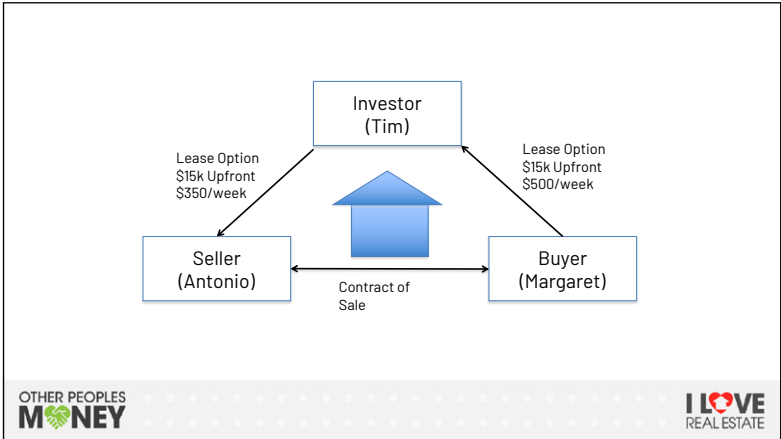 Investor
(Tim)
Lease Option
$15k Upfront
$350/week
Lease Option
$15k Upfront
$500/week
Seller
(Antonio)
Buyer
(Margaret)
Contract of
Sale
OTHER PEOPLES
MONEY
I LOVE
REAL ESTATE